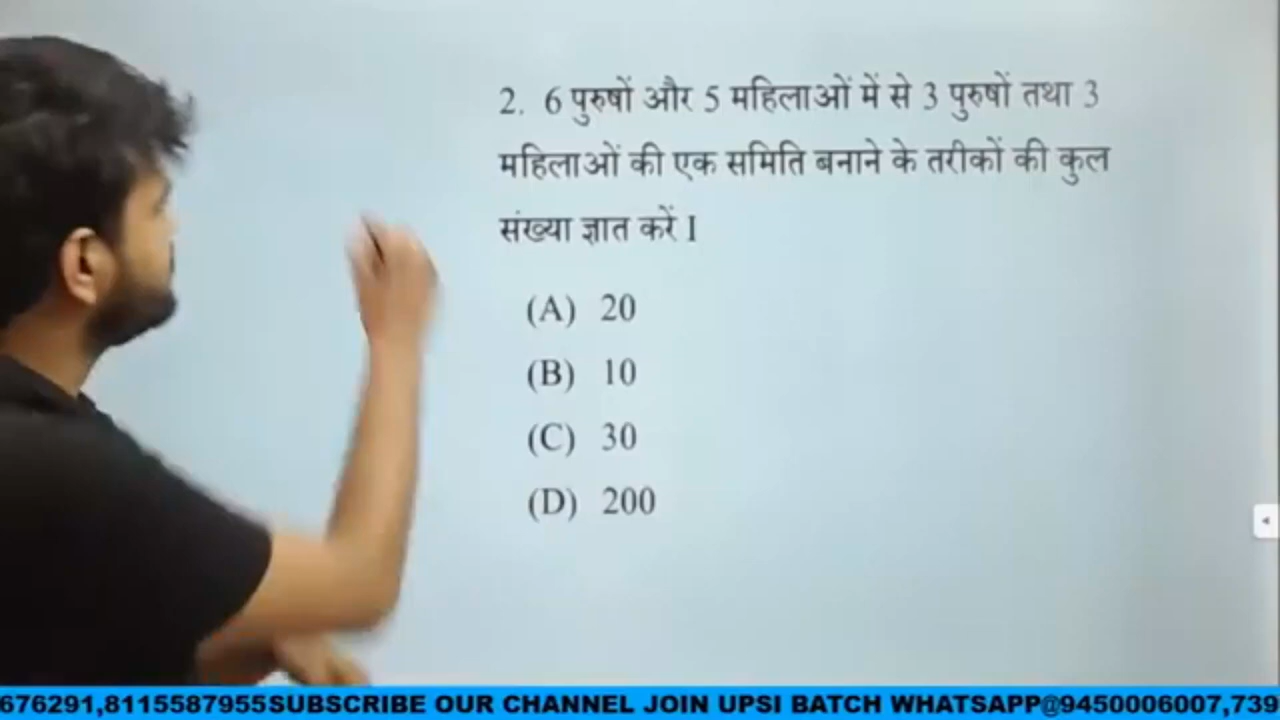 2. 6 पुरुषों और 5 महिलाओं में से 3 पुरुषों तथा 3
महिलाओं की एक समिति बनाने के तरीकों की कुल
संख्या ज्ञात करें I
(A) 20
(B) 10
(C) 30
(D) 200
676291,8115587955SUBSCRIBE OUR CHANNEL JOIN UPSI BATCH WHATSAPP@9450006007,739